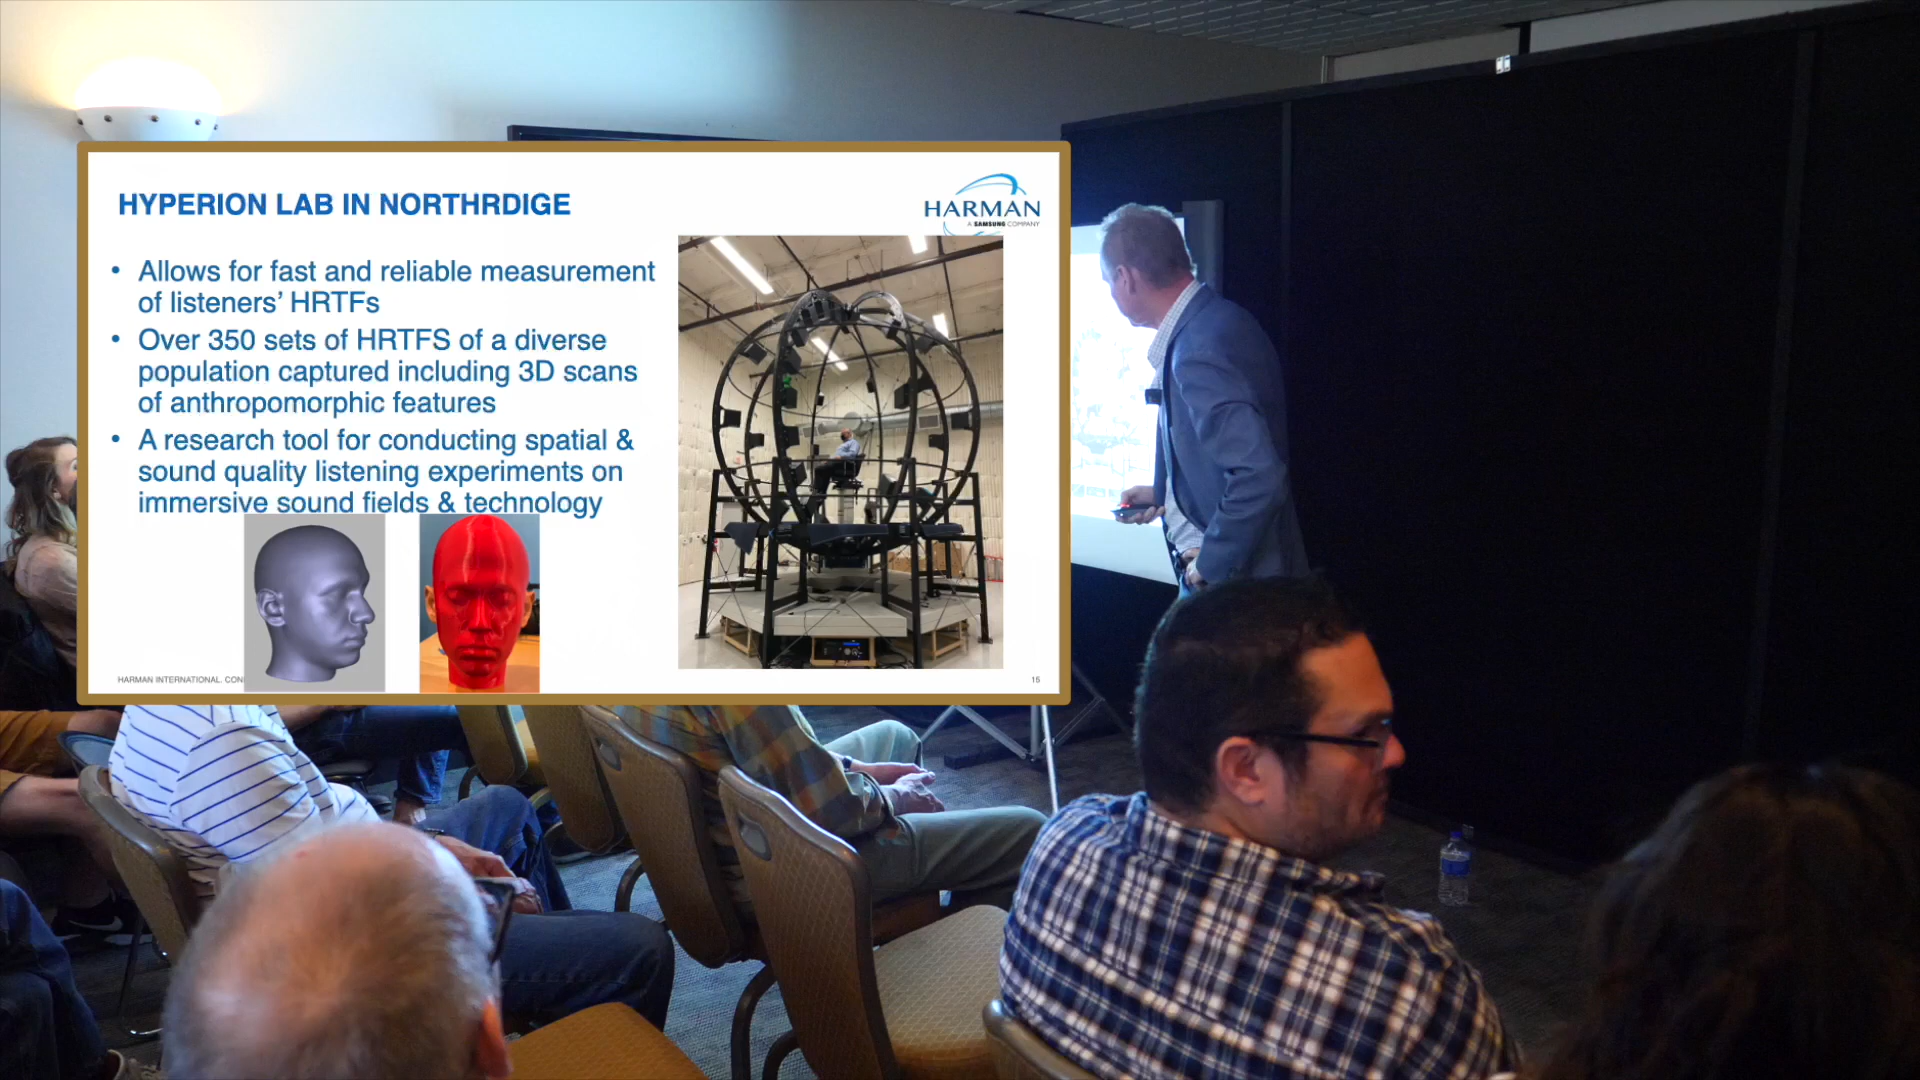 HYPERION LAB IN NORTHRDIGE
HARMAN
A SAMSUNG COMPANY
• Allows for fast and reliable measurement
of listeners' HRTFs
• Over 350 sets of HRTFS of a diverse
population captured including 3D scans
of anthropomorphic features
• A research tool for conducting spatial &
sound quality listening experiments on
immersive sound fields & technology
HARMAN INTERNATIONAL. CON
15